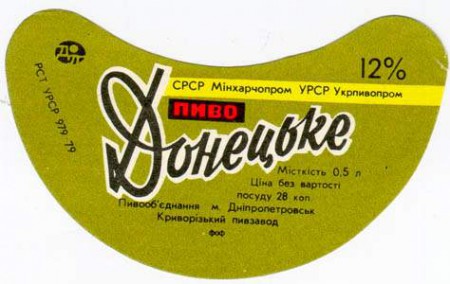 12%
РСТ УРСР 979-79
СРСР Мінхарчопром УРСР Укрпивопром
ПИВО
Донецьке
Місткість 0,5 л
Ціна без вартості
посуду 28 коп.
Пивооб'єднання м. Дніпропетровськ
Криворізький пивзавод